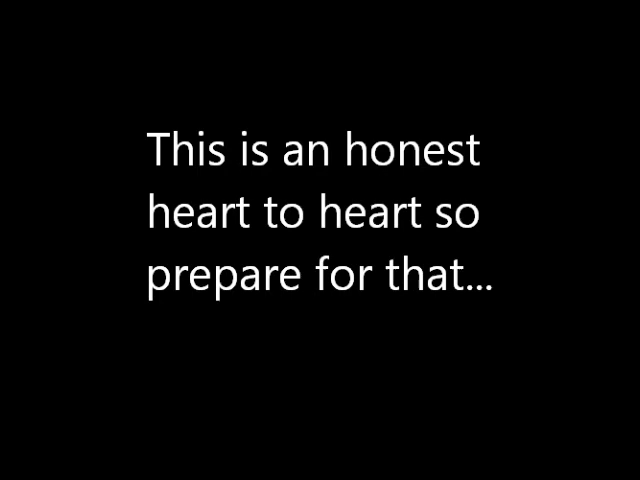 This is an honest
heart to heart so
prepare for that...